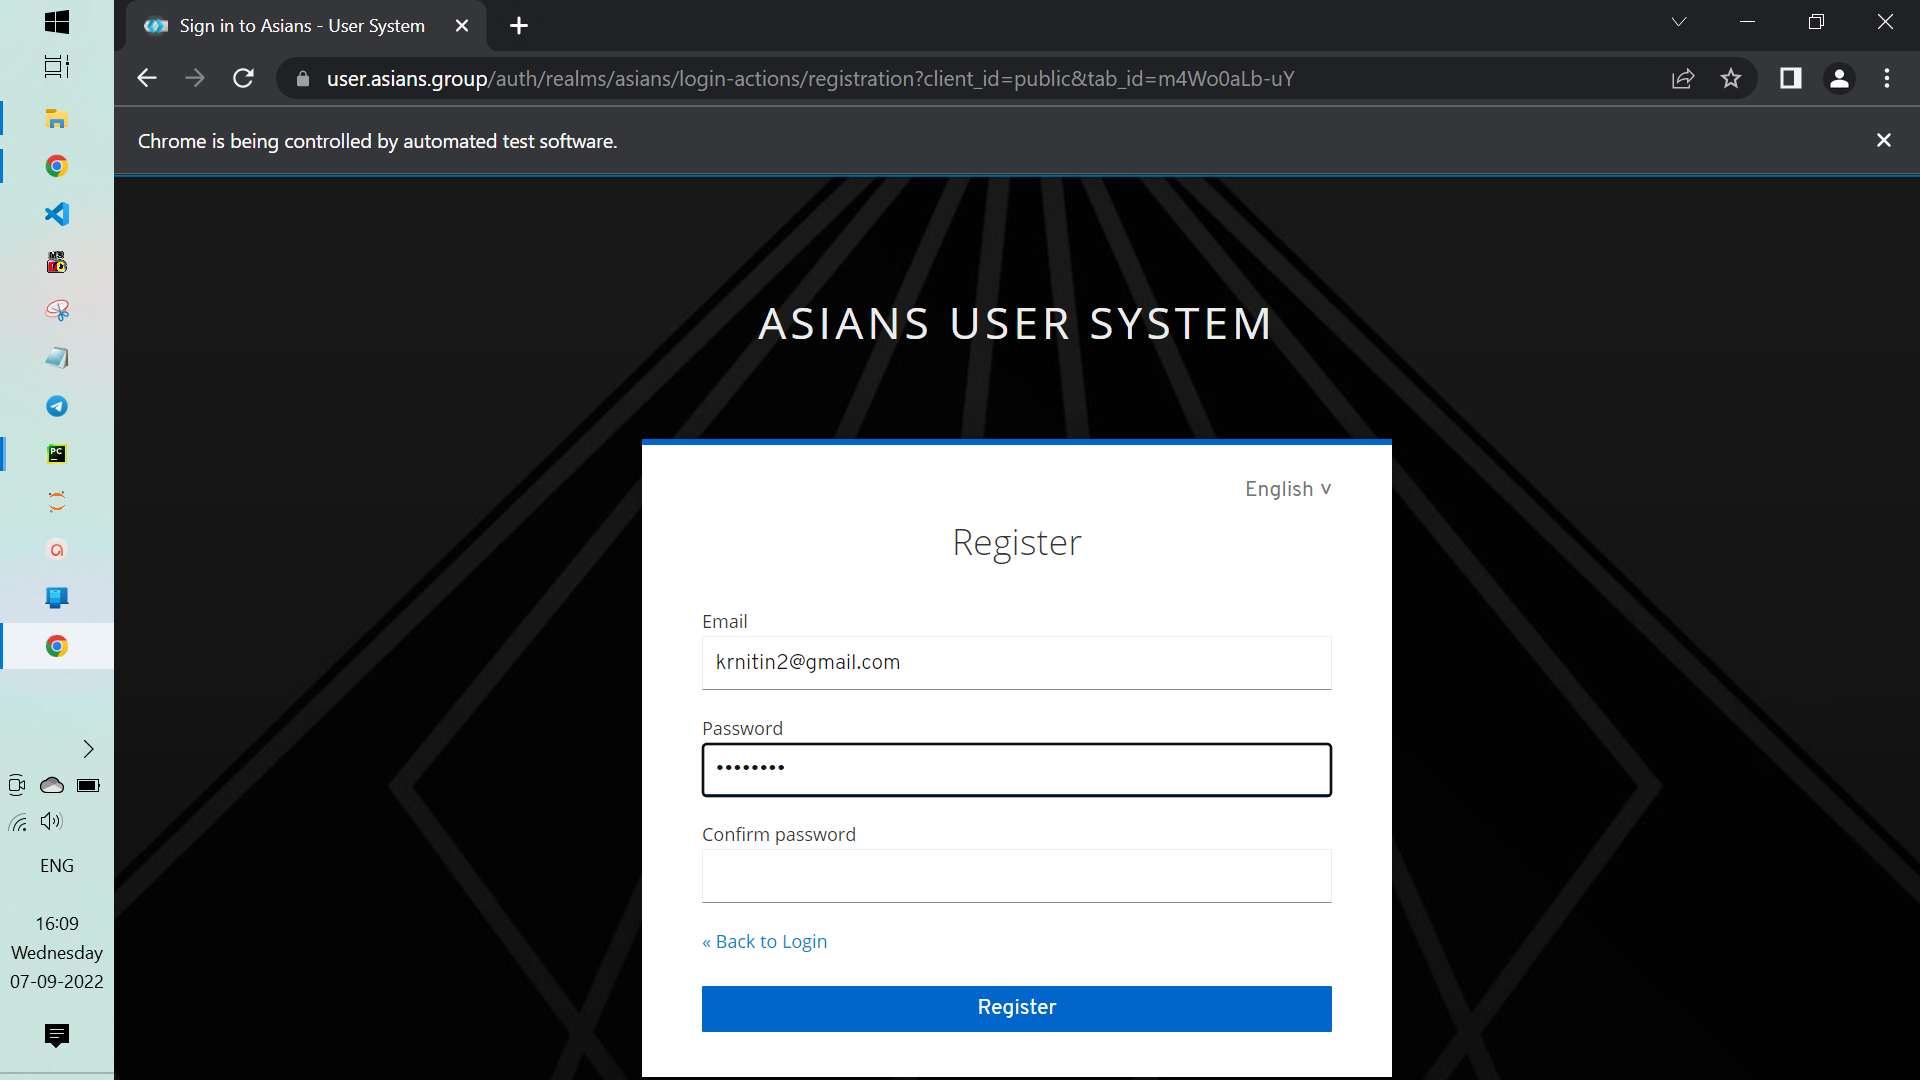 Sign in to Asians - User System
user.asians.group/auth/realms/asians/login-actions/registration?client_id=public&tab_id=m4Wo0aLb-uY
Chrome is being controlled by automated test software.
ASIANS USER SYSTEM
English v
Register
Email
krnitin2@gmail.com
Password
••••••••
Confirm password
« Back to Login
Register
PC
ENG
16:09
Wednesday
07-09-2022